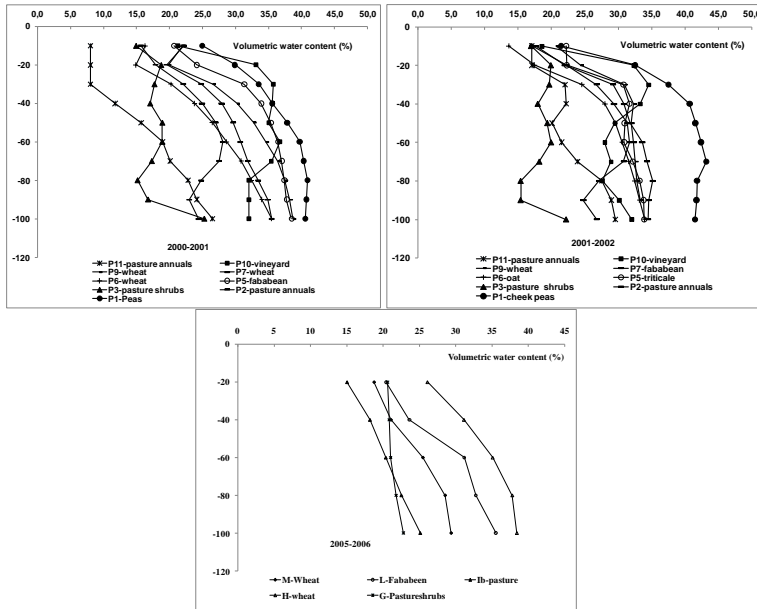 0,0 5,0 10,0 15,0 20,0 25,0 30,0 35,0 40,0 45,0 50,0
0
Volumetric water content (%)
-20
-40
-60
-80
-100
-120
2000-2001
P11-pasture annuals P10-vineyard
P9-wheat P7-wheat
P6-wheat P5-fababean
P3-pasture shrubs P2-pasture annuals
P1-Peas
0,0 5,0 10,0 15,0 20,0 25,0 30,0 35,0 40,0 45,0 50,0
0
Volumetric water content (%)
-20
-40
-60
-80
-100
-120
2001-2002
P11-pasture annuals P10-vineyard
P9-wheat P7-fababean
P6-oat P5-triticale
P3-pasture shrubs P2-pasture annuals
P1-cheek peas
0 5 10 15 20 25 30 35 40 45
0
Volumetric water content (%)
-20
-40
-60
-80
-100
-120
2005-2006
M-Wheat L-Fababeen Ib-pasture
H-wheat G-Pastureshrubs